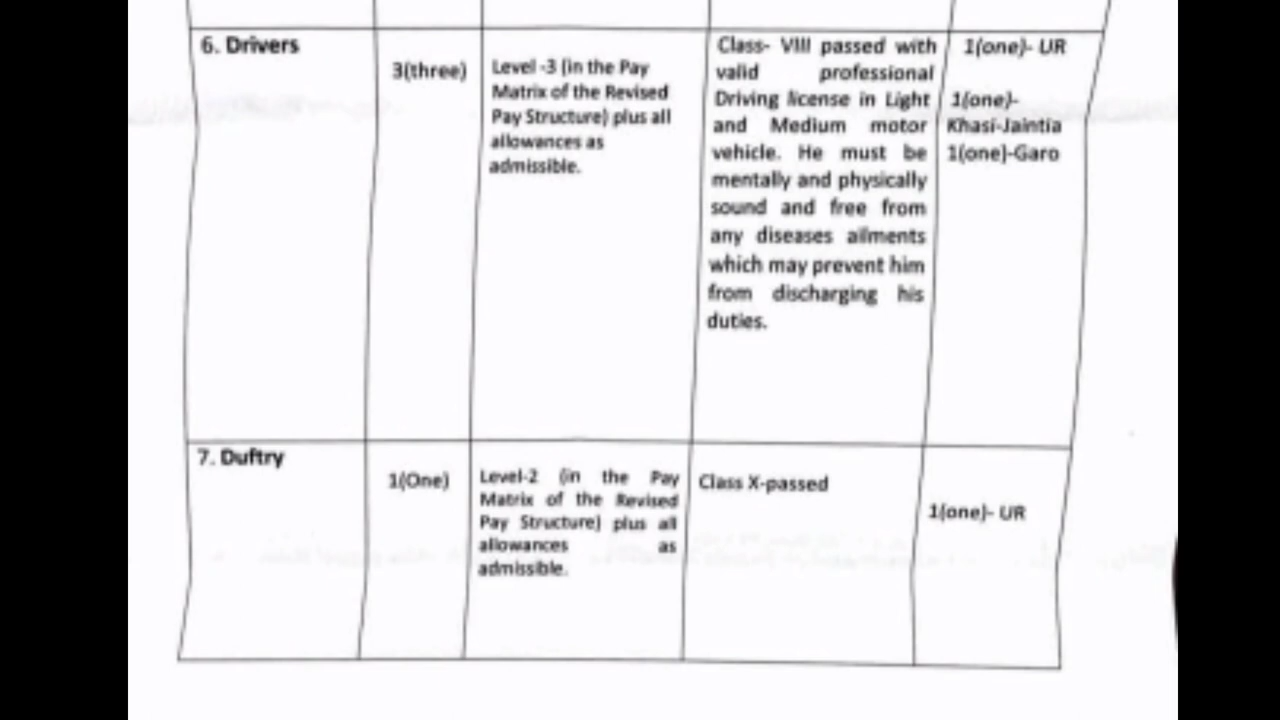 6. Drivers
3(three)
Level -3 (in the Pay
Matrix of the Revised
Pay Structure) plus all
allowances as
admissible.
Class- VIII passed with
valid professional
Driving license in Light
and Medium motor
vehicle. He must be
mentally and physically
sound and free from
any diseases ailments
which may prevent him
from discharging his
duties.
1(one)- UR
1(one)-
Khasi-Jaintia
1(one)-Garo
7. Duftry
1(One)
Level-2 (in the Pay
Matrix of the Revised
Pay Structure) plus all
allowances as
admissible.
Class X-passed
1(one)- UR